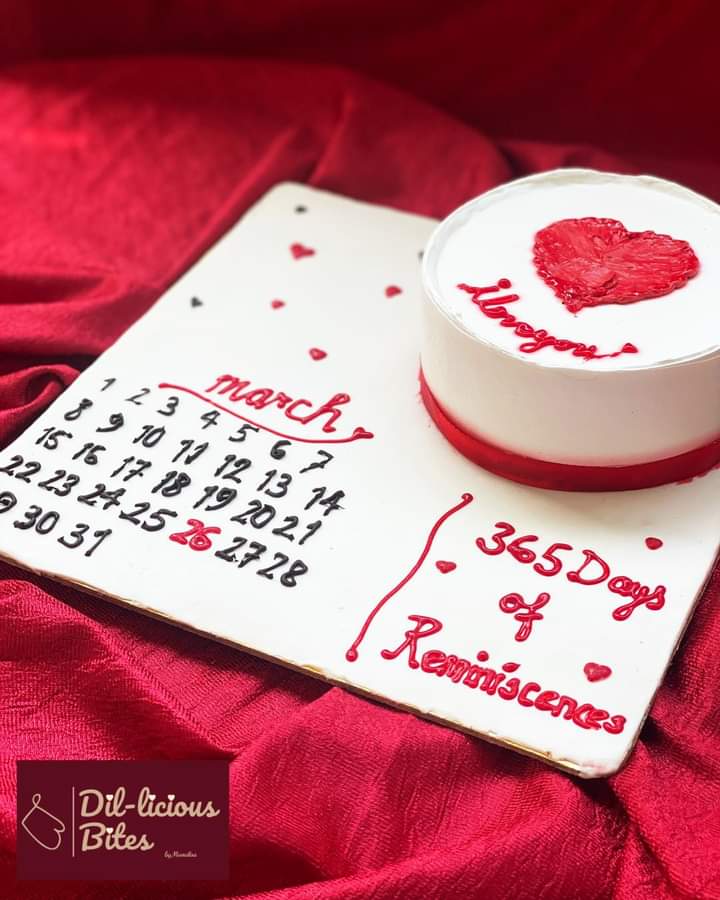 iloveyou
march
1 2 3 4 5 6 7
8 9 10 11 12 13 14
15 16 17 18 19 20 21
22 23 24 25 26 27 28
30 31
365 Days
of
Reminiscences
Dil-licious
Bites